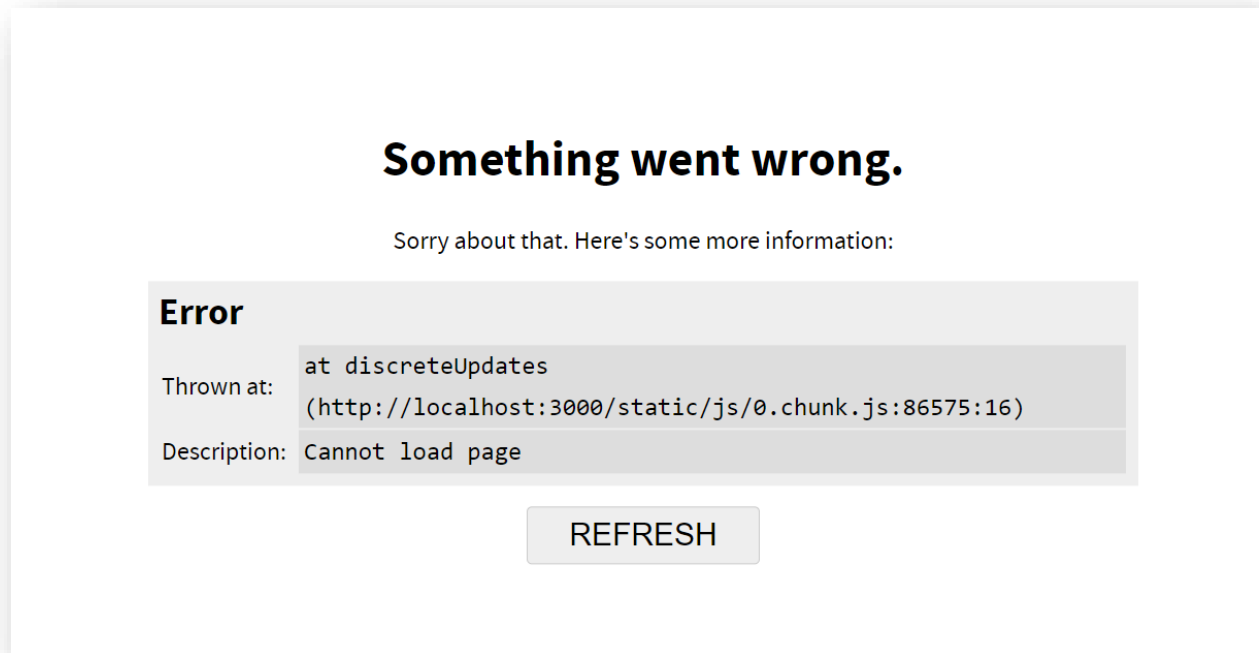 Something went wrong.
Sorry about that. Here's some more information:
Error
Thrown at:
at discreteUpdates
(http://localhost:3000/static/js/0.chunk.js:86575:16)
Description:
Cannot load page
REFRESH